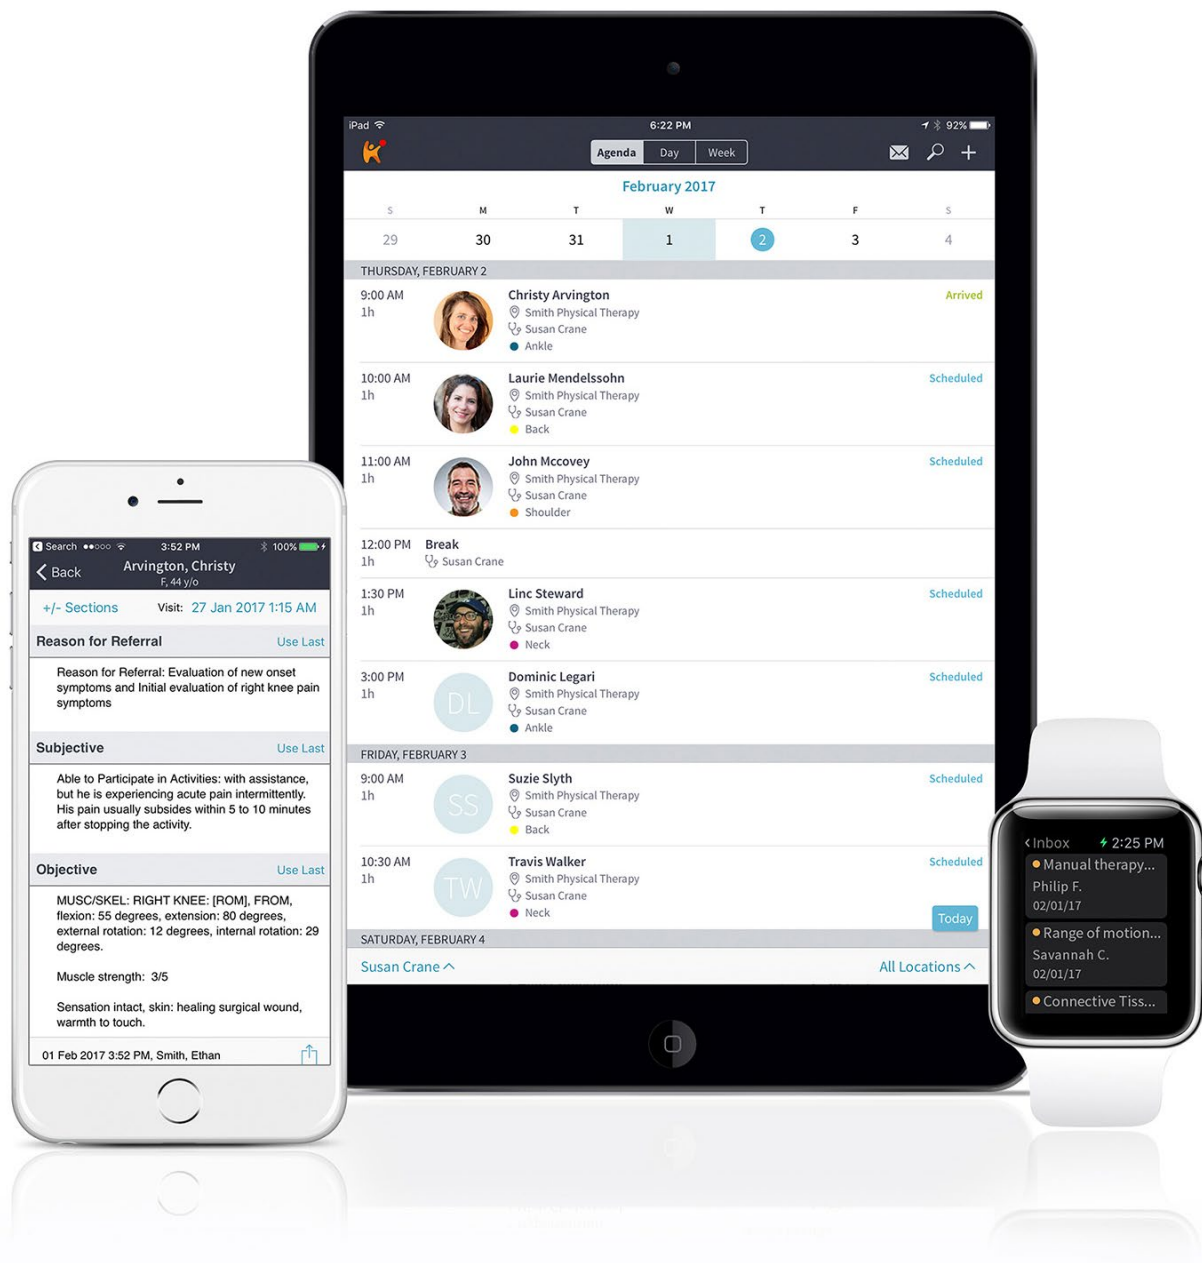 iPad 6:22 PM 92%
Agenda Day Week
February 2017
S M T W T F S
29 30 31 1 2 3 4
THURSDAY, FEBRUARY 2
9:00 AM Christy Arvington Arrived
1h Smith Physical Therapy
Susan Crane
Ankle
10:00 AM Laurie Mendelssohn Scheduled
1h Smith Physical Therapy
Susan Crane
Back
11:00 AM John Mccovey Scheduled
1h Smith Physical Therapy
Susan Crane
Shoulder
12:00 PM Break
1h Susan Crane
1:30 PM Linc Steward Scheduled
1h Smith Physical Therapy
Susan Crane
Neck
3:00 PM Dominic Legari Scheduled
1h DL Smith Physical Therapy
Susan Crane
Ankle
FRIDAY, FEBRUARY 3
9:00 AM Suzie Slyth Scheduled
1h SS Smith Physical Therapy
Susan Crane
Back
10:30 AM Travis Walker Scheduled
1h TW Smith Physical Therapy
Susan Crane
Neck
Today
SATURDAY, FEBRUARY 4
Susan Crane All Locations
Search 3:52 PM 100%
Back Arvington, Christy
F, 44 y/o
+/- Sections Visit: 27 Jan 2017 1:15 AM
Reason for Referral Use Last
Reason for Referral: Evaluation of new onset
symptoms and Initial evaluation of right knee pain
symptoms
Subjective Use Last
Able to Participate in Activities: with assistance,
but he is experiencing acute pain intermittently.
His pain usually subsides within 5 to 10 minutes
after stopping the activity.
Objective Use Last
MUSC/SKEL: RIGHT KNEE: [ROM], FROM,
flexion: 55 degrees, extension: 80 degrees,
external rotation: 12 degrees, internal rotation: 29
degrees.
Muscle strength: 3/5
Sensation intact, skin: healing surgical wound,
warmth to touch.
01 Feb 2017 3:52 PM, Smith, Ethan
<Inbox 2:25 PM
Manual therapy...
Philip F.
02/01/17
Range of motion...
Savannah C.
02/01/17
Connective Tiss...